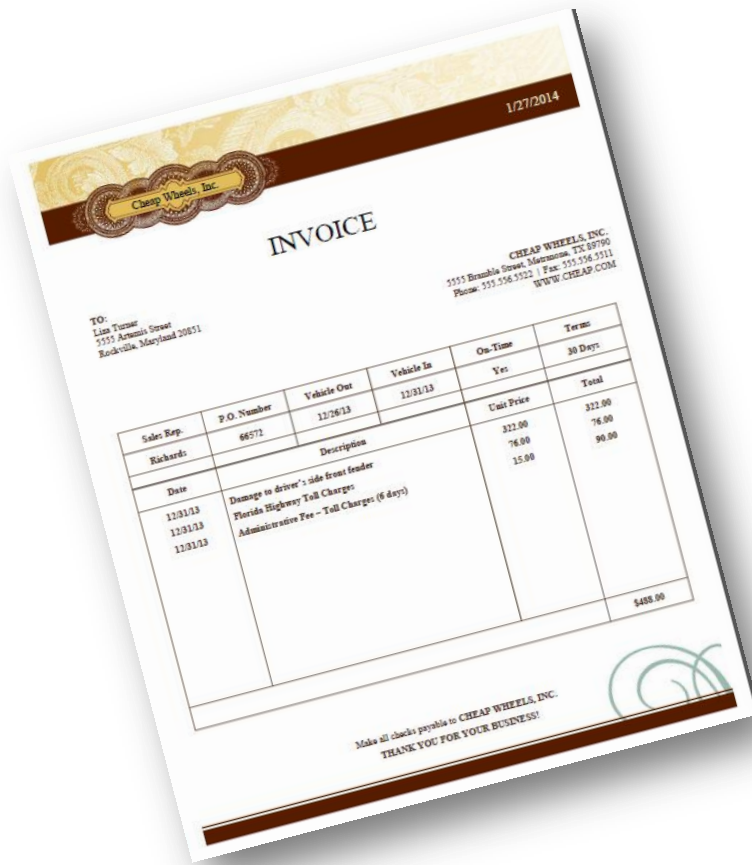 1/27/2014
Cheap Wheels, Inc.
INVOICE
CHEAP WHEELS, INC.
5555 Bramble Street, Metranone, TX 89790
Phone: 555.556.5522 | Fax: 555.556.5511
WWW.CHEAP.COM
TO:
Liza Turner
5555 Artemis Street
Rockville, Maryland 20851
Sales Rep. P.O. Number Vehicle Out Vehicle In On-Time Terms
Richards 66572 12/26/13 12/31/13 Yes 30 Days
Date Description Unit Price Total
12/31/13 Damage to driver's side front fender 322.00 322.00
12/31/13 Florida Highway Toll Charges 76.00 76.00
12/31/13 Administrative Fee – Toll Charges (6 days) 15.00 90.00
$488.00
Make all checks payable to CHEAP WHEELS, INC.
THANK YOU FOR YOUR BUSINESS!